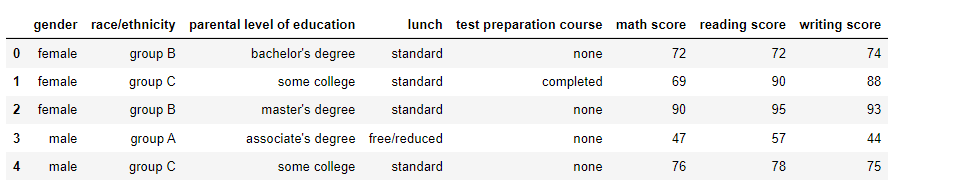 gender race/ethnicity parental level of education lunch test preparation course math score reading score writing score
0 female group B bachelor's degree standard none 72 72 74
1 female group C some college standard completed 69 90 88
2 female group B master's degree standard none 90 95 93
3 male group A associate's degree free/reduced none 47 57 44
4 male group C some college standard none 76 78 75